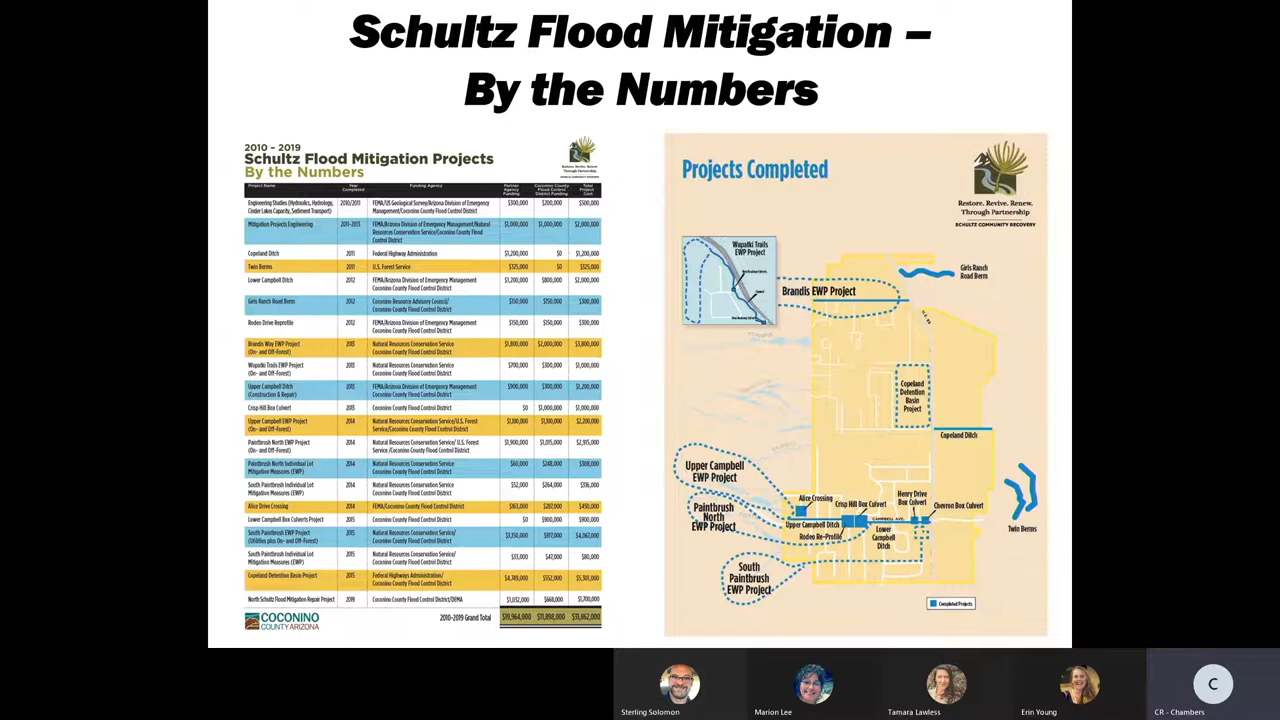 Schultz Flood Mitigation –
By the Numbers
2010 – 2019
Schultz Flood Mitigation Projects
By the Numbers
Restore. Revive. Renew.
Through Partnership
Project Name Year Completed Funding Agency Partner Agency Funding Coconino County Flood Control District Funding Total Project Cost
Engineering Studies (Hydraulics, Hydrology, 2010/2011 FEMA/US Geological Survey/Arizona Division of Emergency $300,000 $200,000 $500,000
Cinder Lakes Capacity, Sediment Transport) Management/Coconino County Flood Control District
Mitigation Projects Engineering 2011-2013 FEMA/Arizona Division of Emergency Management/Natural $1,000,000 $1,000,000 $2,000,000
Resources Conservation Service/Coconino County Flood
Control District
Copeland Ditch 2011 Federal Highway Administration $1,200,000 $0 $1,200,000
Twin Berms 2011 U.S. Forest Service $325,000 $0 $325,000
Lower Campbell Ditch 2012 FEMA/Arizona Division of Emergency Management $1,200,000 $800,000 $2,000,000
Coconino County Flood Control District
Girls Ranch Road Berm 2012 Coconino Resource Advisory Council/ $150,000 $150,000 $300,000
Coconino County Flood Control District
Rodeo Drive Reprofile 2012 FEMA/Arizona Division of Emergency Management $150,000 $150,000 $300,000
Coconino County Flood Control District
Brandis Way EWP Project 2013 Natural Resources Conservation Service $1,800,000 $2,000,000 $3,800,000
(On- and Off-Forest) Coconino County Flood Control District
Wupatki Trails EWP Project 2013 Natural Resources Conservation Service $700,000 $300,000 $1,000,000
(On- and Off-Forest) Coconino County Flood Control District
Upper Campbell Ditch 2013 FEMA/Arizona Division of Emergency Management $900,000 $300,000 $1,200,000
(Construction & Repair) Coconino County Flood Control District
Crisp Hill Box Culvert 2013 Coconino County Flood Control District $0 $1,000,000 $1,000,000
Upper Campbell EWP Project 2014 Natural Resources Conservation Service/U.S. Forest $1,100,000 $1,100,000 $2,200,000
(On- and Off-Forest) Service/Coconino County Flood Control District
Paintbrush North EWP Project 2014 Natural Resources Conservation Service/ U.S. Forest $1,900,000 $1,015,000 $2,915,000
(On- and Off-Forest) Service /Coconino County Flood Control District
Paintbrush North Individual Lot 2014 Natural Resources Conservation Service $60,000 $248,000 $308,000
Mitigation Measures (EWP) Coconino County Flood Control District
South Paintbrush Individual Lot 2014 Natural Resources Conservation Service $52,000 $264,000 $316,000
Mitigation Measures (EWP) Coconino County Flood Control District
Alice Drive Crossing 2014 FEMA/Coconino County Flood Control District $163,000 $287,000 $450,000
Lower Campbell Box Culverts Project 2015 Coconino County Flood Control District $0 $900,000 $900,000
South Paintbrush EWP Project 2015 Natural Resources Conservation Service/ $3,250,000 $817,000 $4,067,000
(Utilities plus On- and Off-Forest) Coconino County Flood Control District
South Paintbrush Individual Lot 2015 Natural Resources Conservation Service/ $33,000 $47,000 $80,000
Mitigation Measures (EWP) Coconino County Flood Control District
Copeland Detention Basin Project 2015 Federal Highways Administration/ $4,749,000 $552,000 $5,301,000
Coconino County Flood Control District
North Schultz Flood Mitigation Repair Project 2019 Coconino County Flood Control District/DEMA $1,032,000 $668,000 $1,700,000
COCONINO
COUNTY ARIZONA
2010-2019 Grand Total $19,964,000 $11,898,000 $31,862,000
Projects Completed
Restore. Revive. Renew.
Through Partnership
SCHULTZ COMMUNITY RECOVERY
Wupatki Trails
EWP Project
Brandis EWP Project
Girls Ranch
Road Berm
Copeland
Detention
Basin
Project
Copeland Ditch
Upper Campbell
EWP Project
Paintbrush
North
EWP Project
South
Paintbrush
EWP Project
Alice Crossing
Crisp Hill Box Culvert
Henry Drive
Box Culvert
Chevron Box Culvert
Upper Campbell Ditch
CAMPBELL AVE.
Rodeo Re-Profile
Lower
Campbell
Ditch
Twin Berms
Completed Projects
Sterling Solomon
Marion Lee
Tamara Lawless
Erin Young
C
CR - Chambers